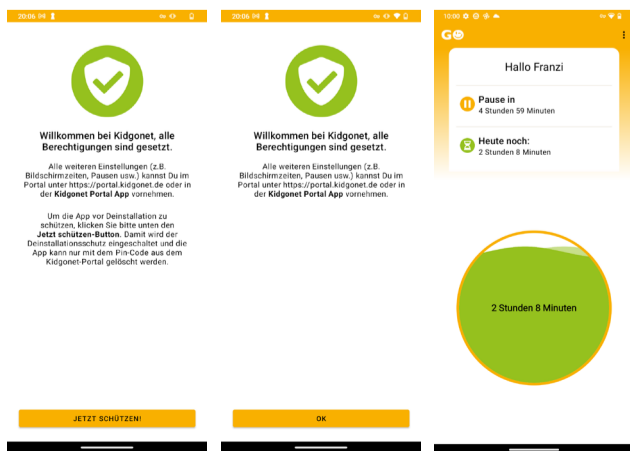 20:06
Willkommen bei Kidgonet, alle
Berechtigungen sind gesetzt.
Alle weiteren Einstellungen (z.B.
Bildschirmzeiten, Pausen usw.) kannst Du im
Portal unter https://portal.kidgonet.de oder in
der Kidgonet Portal App vornehmen.
Um die App vor Deinstallation zu
schützen, klicken Sie bitte unten den
Jetzt schützen-Button. Damit wird der
Deinstallationsschutz eingeschaltet und die
App kann nur mit dem Pin-Code aus dem
Kidgonet-Portal gelöscht werden.
JETZT SCHÜTZEN!
20:06
Willkommen bei Kidgonet, alle
Berechtigungen sind gesetzt.
Alle weiteren Einstellungen (z.B.
Bildschirmzeiten, Pausen usw.) kannst Du im
Portal unter https://portal.kidgonet.de oder in
der Kidgonet Portal App vornehmen.
OK
10:00
GO
Hallo Franzi
Pause in
4 Stunden 59 Minuten
Heute noch:
2 Stunden 8 Minuten
2 Stunden 8 Minuten